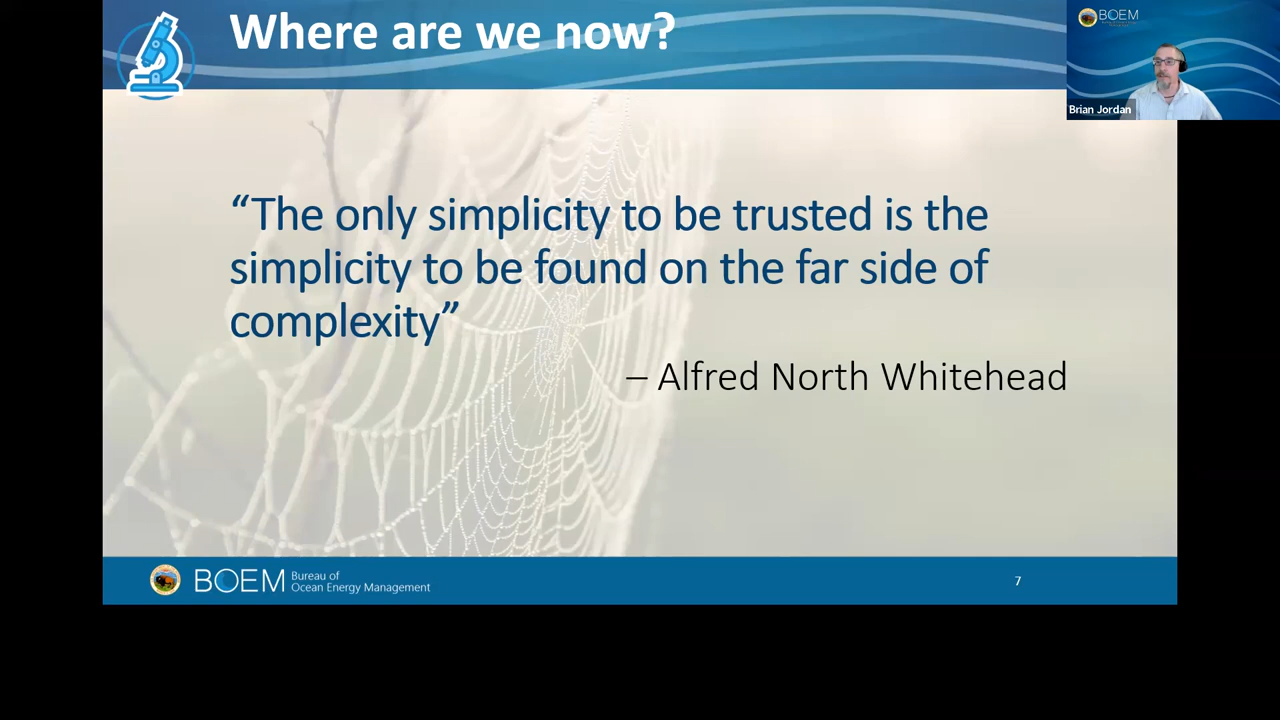 Where are we now?
BOEM
Brian Jordan
“The only simplicity to be trusted is the
simplicity to be found on the far side of
complexity”
– Alfred North Whitehead
BOEM
Bureau of
Ocean Energy Management
7